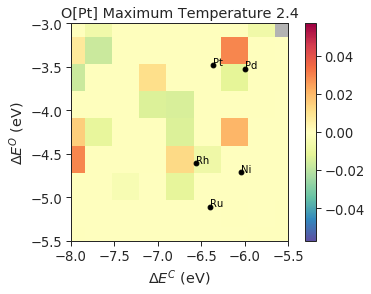 O[Pt] Maximum Temperature 2.4
−3.0
−3.5
−4.0
−4.5
−5.0
−5.5
ΔE^O (eV)
Pt
Pd
Rh
Ni
Ru
−8.0 −7.5 −7.0 −6.5 −6.0 −5.5
ΔE^C (eV)
0.04
0.02
0.00
−0.02
−0.04